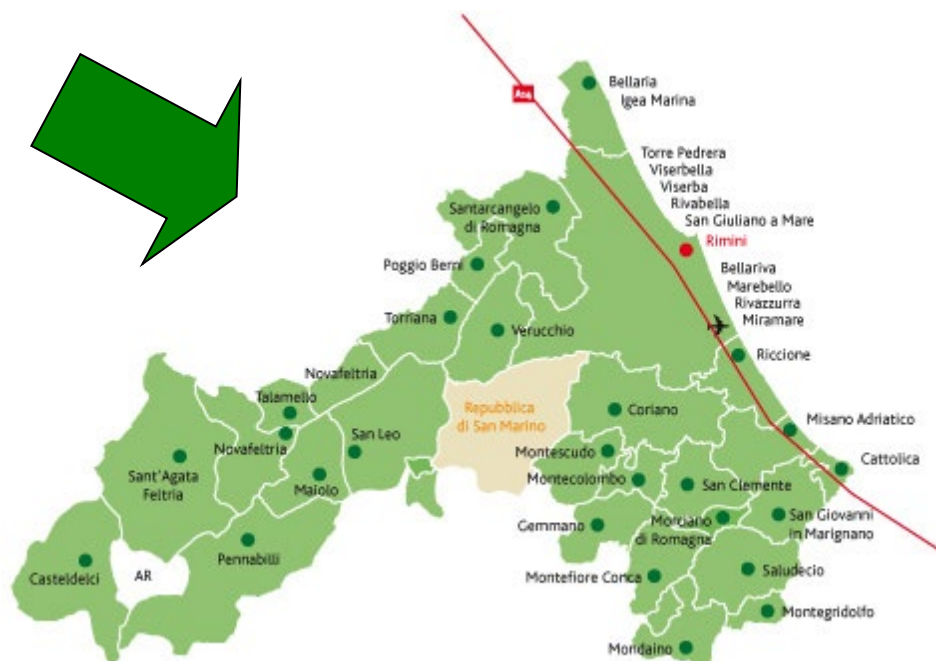 A14
Bellaria
Igea Marina
Torre Pedrera
Viserbella
Viserba
Rivabella
San Giuliano a Mare
Rimini
Santarcangelo
di Romagna
Poggio Berni
Bellariva
Marebello
Rivazzurra
Miramare
Torriana
Verucchio
Riccione
Novafeltria
Talamello
Repubblica
di San Marino
Coriano
Misano Adriatico
Novafeltria
San Leo
Montescudo
Cattolica
Sant'Agata
Feltria
Maiolo
Montecolombo
San Clemente
Gemmano
Morciano
di Romagna
San Giovanni
in Marignano
Pennabilli
Casteldelci
AR
Montefiore Conca
Saludecio
Montegridolfo
Mondaino